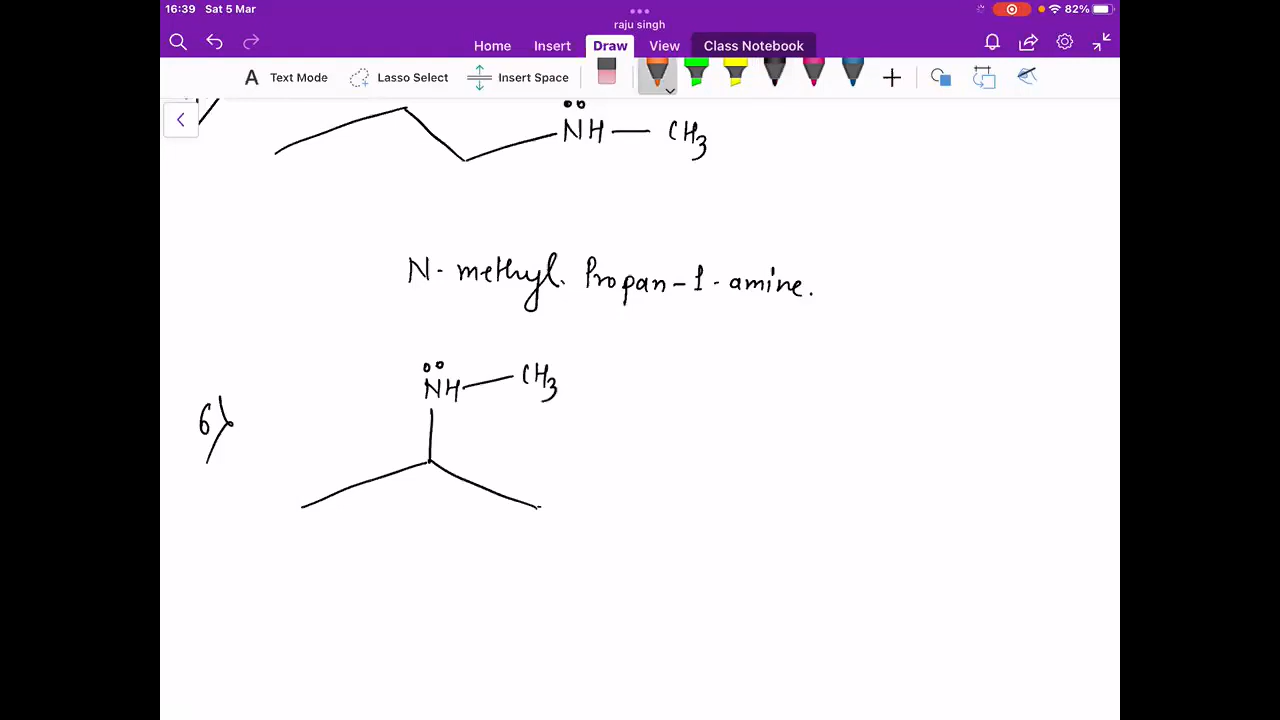 16:39 Sat 5 Mar
82%
raju singh
Home Insert Draw View Class Notebook
A Text Mode Lasso Select Insert Space
NH — CH3
N- methyl. Propan-1-amine.
6)
NH — CH3